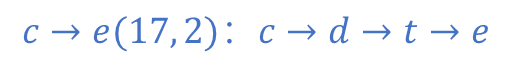 c → e(17,2): c → d → t → e